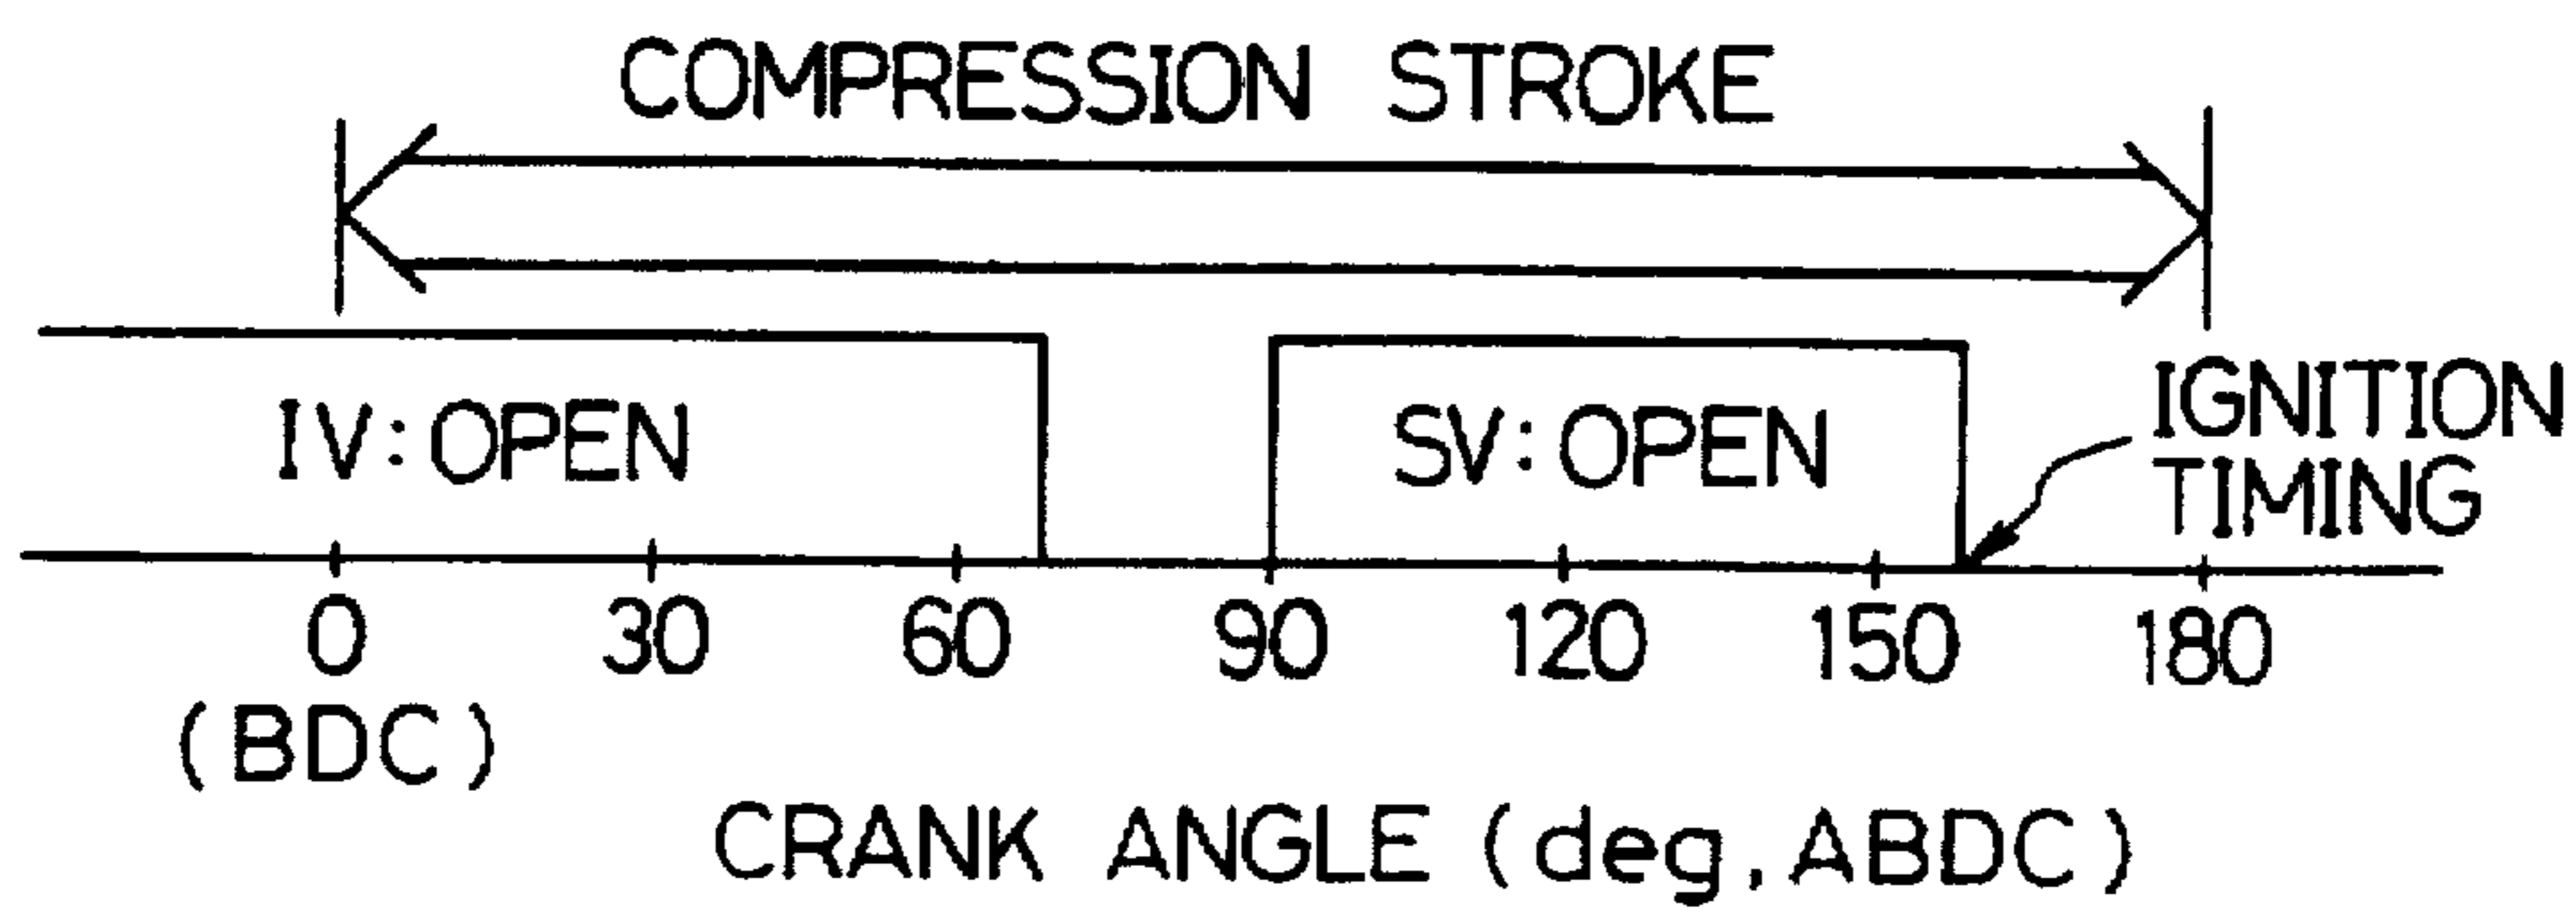 COMPRESSION STROKE
IV: OPEN
SV: OPEN
IGNITION
TIMING
0 30 60 90 120 150 180
(BDC)
CRANK ANGLE (deg, ABDC)